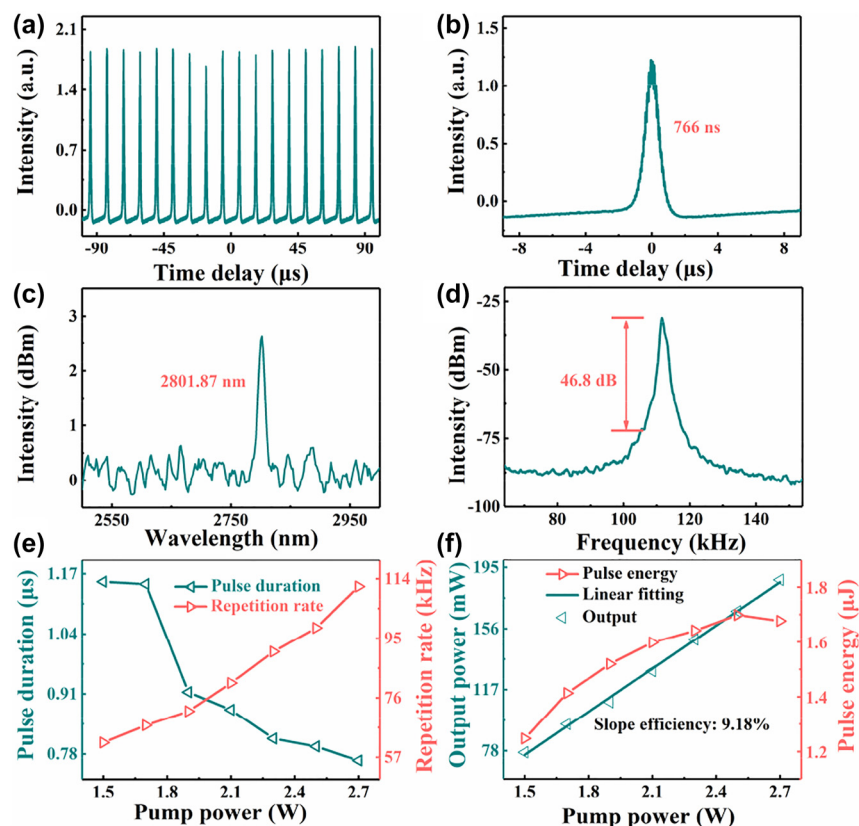 (a)
2.1
1.4
0.7
0.0
Intensity (a.u.)
-90 -45 0 45 90
Time delay (μs)
(b)
1.5
1.0
0.5
0.0
Intensity (a.u.)
766 ns
-8 -4 0 4 8
Time delay (μs)
(c)
3
2
1
0
Intensity (dBm)
2801.87 nm
2550 2750 2950
Wavelength (nm)
(d)
-25
-50
-75
-100
Intensity (dBm)
46.8 dB
80 100 120 140
Frequency (kHz)
(e)
1.17
1.04
0.91
0.78
Pulse duration (μs)
Pulse duration
Repetition rate
114
95
76
57
Repetition rate (kHz)
1.5 1.8 2.1 2.4 2.7
Pump power (W)
(f)
195
156
117
78
Output power (mW)
Pulse energy
Linear fitting
Output
Slope efficiency: 9.18%
1.8
1.6
1.4
1.2
Pulse energy (μJ)
1.5 1.8 2.1 2.4 2.7
Pump power (W)